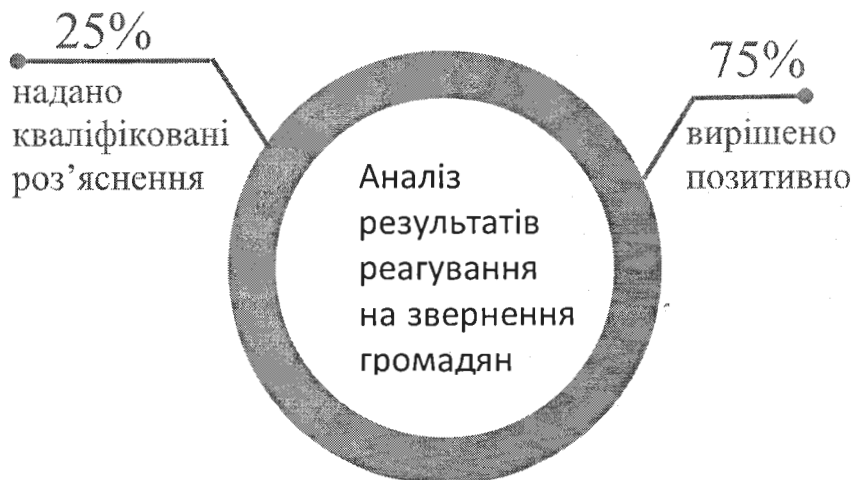 25%
надано
кваліфіковані
роз’яснення
75%
вирішено
позитивно
Аналіз
результатів
реагування
на звернення
громадян